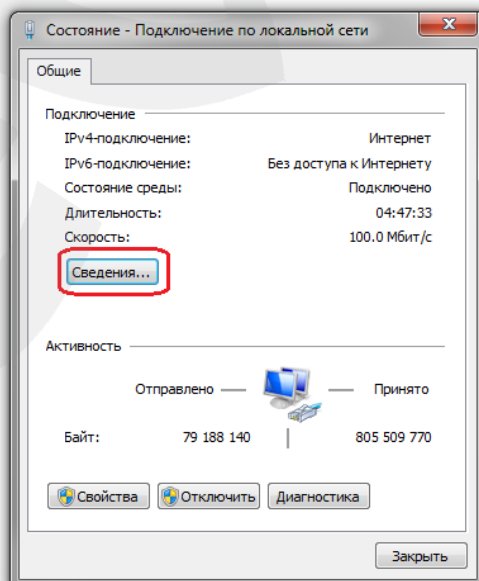 Состояние - Подключение по локальной сети
Общие
Подключение
IPv4-подключение: Интернет
IPv6-подключение: Без доступа к Интернету
Состояние среды: Подключено
Длительность: 04:47:33
Скорость: 100.0 Мбит/с
Сведения...
Активность
Отправлено — — Принято
Байт: 79 188 140 | 805 509 770
Свойства Отключить Диагностика
Закрыть